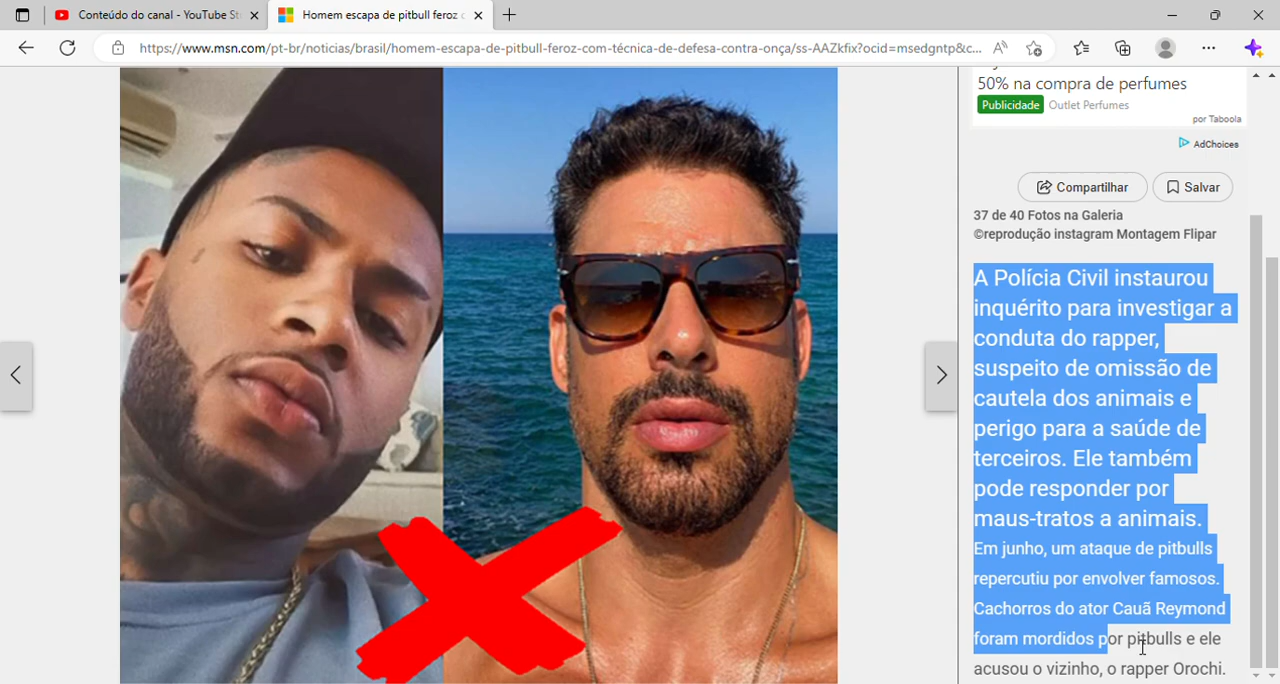 Conteúdo do canal - YouTube St
Homem escapa de pitbull feroz c
https://www.msn.com/pt-br/noticias/brasil/homem-escapa-de-pitbull-feroz-com-técnica-de-defesa-contra-onça/ss-AAZkfix?ocid=msedgntp&c...
50% na compra de perfumes
Publicidade Outlet Perfumes
por Taboola
AdChoices
Compartilhar Salvar
37 de 40 Fotos na Galeria
©reprodução instagram Montagem Flipar
A Polícia Civil instaurou
inquérito para investigar a
conduta do rapper,
suspeito de omissão de
cautela dos animais e
perigo para a saúde de
terceiros. Ele também
pode responder por
maus-tratos a animais.
Em junho, um ataque de pitbulls
repercutiu por envolver famosos.
Cachorros do ator Cauã Reymond
foram mordidos por pitbulls e ele
acusou o vizinho, o rapper Orochi.